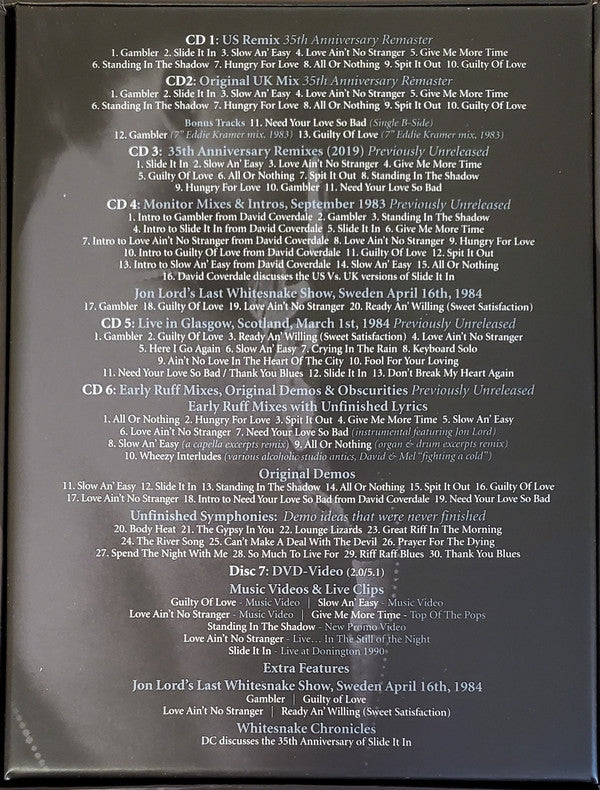 CD 1: US Remix 35th Anniversary Remaster
1. Gambler 2. Slide It In 3. Slow An' Easy 4. Love Ain't No Stranger 5. Give Me More Time
6. Standing In The Shadow 7. Hungry For Love 8. All Or Nothing 9. Spit It Out 10. Guilty Of Love
CD2: Original UK Mix 35th Anniversary Remaster
1. Gambler 2. Slide It In 3. Slow An' Easy 4. Love Ain't No Stranger 5. Give Me More Time
6. Standing In The Shadow 7. Hungry For Love 8. All Or Nothing 9. Spit It Out 10. Guilty Of Love
Bonus Tracks 11. Need Your Love So Bad (Single B-Side)
12. Gambler (7" Eddie Kramer mix, 1983) 13. Guilty Of Love (7" Eddie Kramer mix, 1983)
CD 3: 35th Anniversary Remixes (2019) Previously Unreleased
1. Slide It In 2. Slow An' Easy 3. Love Ain't No Stranger 4. Give Me More Time
5. Guilty Of Love 6. All Or Nothing 7. Spit It Out 8. Standing In The Shadow
9. Hungry For Love 10. Gambler 11. Need Your Love So Bad
CD 4: Monitor Mixes & Intros, September 1983 Previously Unreleased
1. Intro to Gambler from David Coverdale 2. Gambler 3. Standing In The Shadow
4. Intro to Slide It In from David Coverdale 5. Slide It In 6. Give Me More Time
7. Intro to Love Ain't No Stranger from David Coverdale 8. Love Ain't No Stranger 9. Hungry For Love
10. Intro to Guilty Of Love from David Coverdale 11. Guilty Of Love 12. Spit It Out
13. Intro to Slow An' Easy from David Coverdale 14. Slow An' Easy 15. All Or Nothing
16. David Coverdale discusses the US Vs. UK versions of Slide It In
Jon Lord's Last Whitesnake Show, Sweden April 16th, 1984
17. Gambler 18. Guilty Of Love 19. Love Ain't No Stranger 20. Ready An' Willing (Sweet Satisfaction)
CD 5: Live in Glasgow, Scotland, March 1st, 1984 Previously Unreleased
1. Gambler 2. Guilty Of Love 3. Ready An' Willing (Sweet Satisfaction) 4. Love Ain't No Stranger
5. Here I Go Again 6. Slow An' Easy 7. Crying In The Rain 8. Keyboard Solo
9. Ain't No Love In The Heart Of The City 10. Fool For Your Loving
11. Need Your Love So Bad / Thank You Blues 12. Slide It In 13. Don't Break My Heart Again
CD 6: Early Ruff Mixes, Original Demos & Obscurities Previously Unreleased
Early Ruff Mixes with Unfinished Lyrics
1. All Or Nothing 2. Hungry For Love 3. Spit It Out 4. Give Me More Time 5. Slow An' Easy
6. Love Ain't No Stranger 7. Need Your Love So Bad (instrumental featuring Jon Lord)
8. Slow An' Easy (a capella excerpts remix) 9. All Or Nothing (organ & drum excerpts remix)
10. Wheezy Interludes (various alcoholic studio antics, David & Mel "fighting a cold")
Original Demos
11. Slow An' Easy 12. Slide It In 13. Standing In The Shadow 14. All Or Nothing 15. Spit It Out 16. Guilty Of Love
17. Love Ain't No Stranger 18. Intro to Need Your Love So Bad from David Coverdale 19. Need Your Love So Bad
Unfinished Symphonies: Demo ideas that were never finished
20. Body Heat 21. The Gypsy In You 22. Lounge Lizards 23. Great Riff In The Morning
24. The River Song 25. Can't Make A Deal With The Devil 26. Prayer For The Dying
27. Spend The Night With Me 28. So Much To Live For 29. Riff Raff Blues 30. Thank You Blues
Disc 7: DVD-Video (2.0/5.1)
Music Videos & Live Clips
Guilty Of Love - Music Video | Slow An' Easy - Music Video
Love Ain't No Stranger - Music Video | Give Me More Time - Top Of The Pops
Standing In The Shadow - New Promo Video
Love Ain't No Stranger - Live... In The Still of the Night
Slide It In - Live at Donington 1990
Extra Features
Jon Lord's Last Whitesnake Show, Sweden April 16th, 1984
Gambler | Guilty of Love
Love Ain't No Stranger | Ready An' Willing (Sweet Satisfaction)
Whitesnake Chronicles
DC discusses the 35th Anniversary of Slide It In